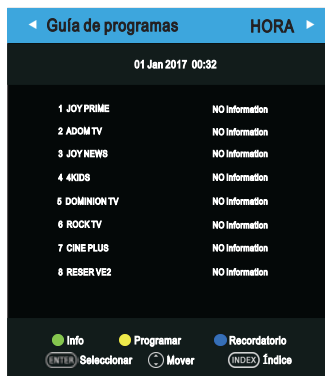 Guía de programas HORA
01 Jan 2017 00:32
1 JOY PRIME NO Information
2 ADOM TV NO Information
3 JOY NEWS NO Information
4 4KIDS NO Information
5 DOMINION TV NO Information
6 ROCK TV NO Information
7 CINE PLUS NO Information
8 RESERVE2 NO Information
Info Programar Recordatorio
ENTER Seleccionar Mover INDEX Índice